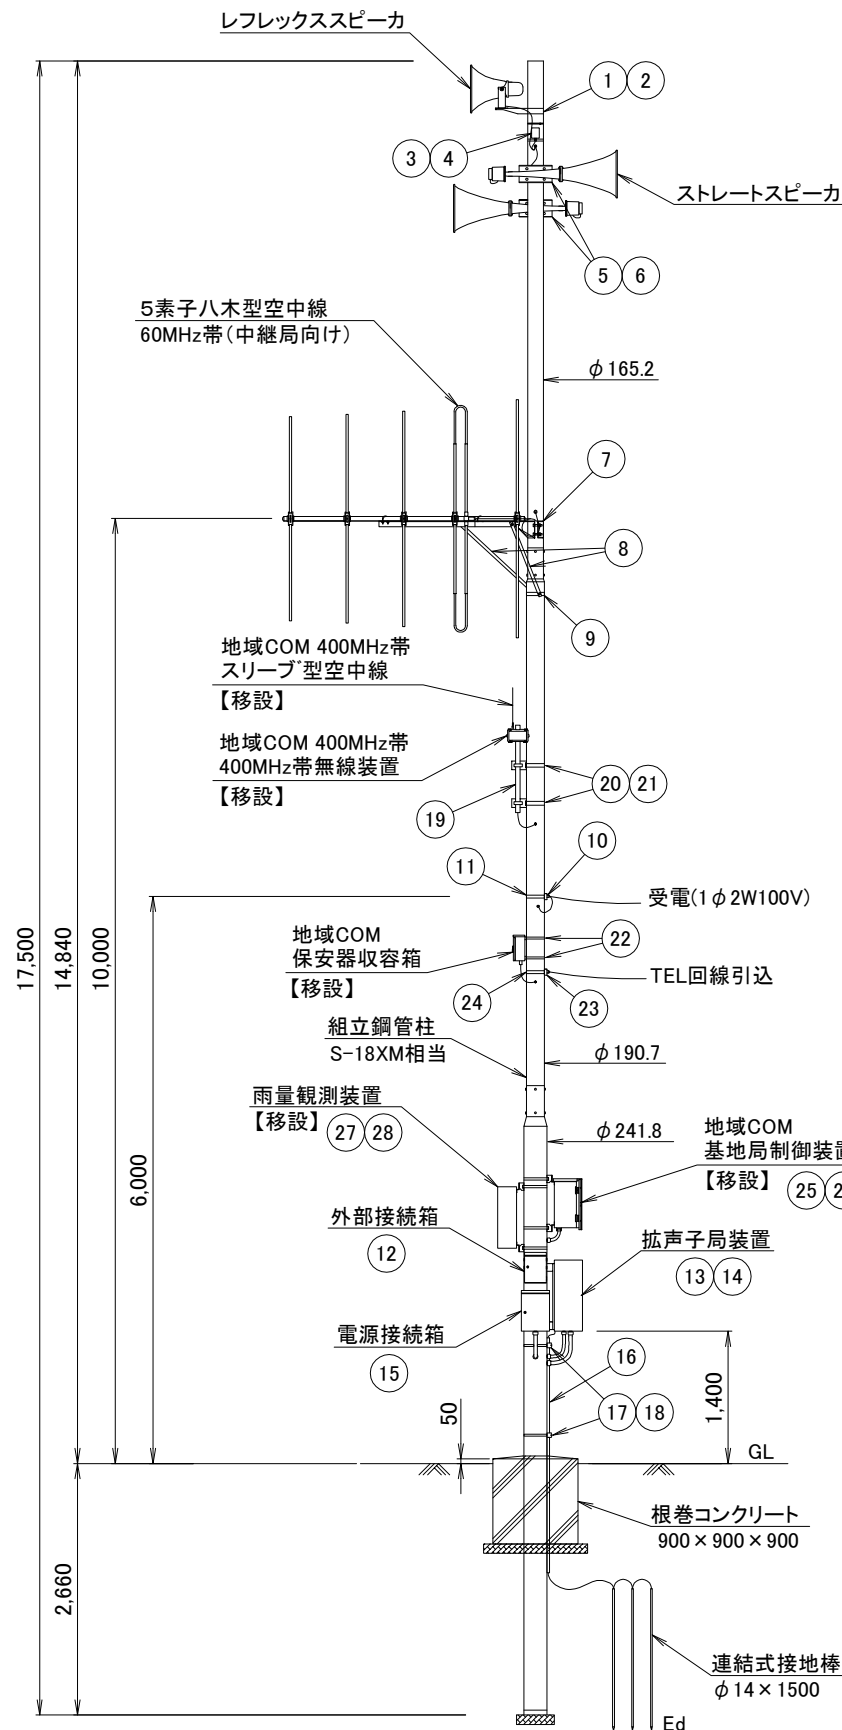 レフレックススピーカ
1 2
3 4
ストレートスピーカ
5 6
5素子八木型空中線
60MHz帯(中継局向け)
φ165.2
7
8
9
地域COM 400MHz帯
スリーブ型空中線
【移設】
地域COM 400MHz帯
400MHz帯無線装置
【移設】
20 21
19
10
11
受電(1φ2W100V)
17,500
14,840
10,000
地域COM
保安器収容箱
【移設】
22
24
23
TEL回線引込
組立鋼管柱
S-18XM相当
φ190.7
雨量観測装置
【移設】 27 28
φ241.8
地域COM
基地局制御装置
【移設】 25
6,000
外部接続箱
12
拡声子局装置
13 14
電源接続箱
15
16
17 18
1,400
50
GL
根巻コンクリート
900×900×900
2,660
連結式接地棒
φ14×1500
Ed